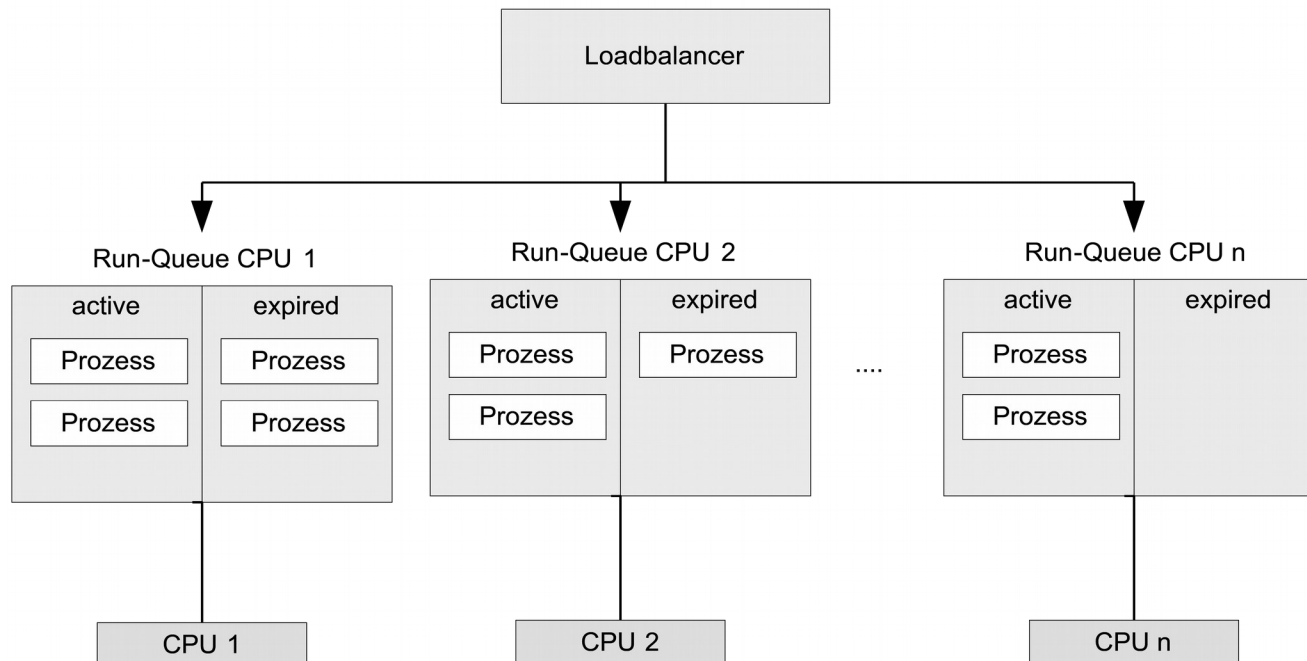 Loadbalancer
Run-Queue CPU 1
active
expired
Prozess
Prozess
Prozess
Prozess
CPU 1
Run-Queue CPU 2
active
expired
Prozess
Prozess
Prozess
CPU 2
....
Run-Queue CPU n
active
expired
Prozess
Prozess
CPU n